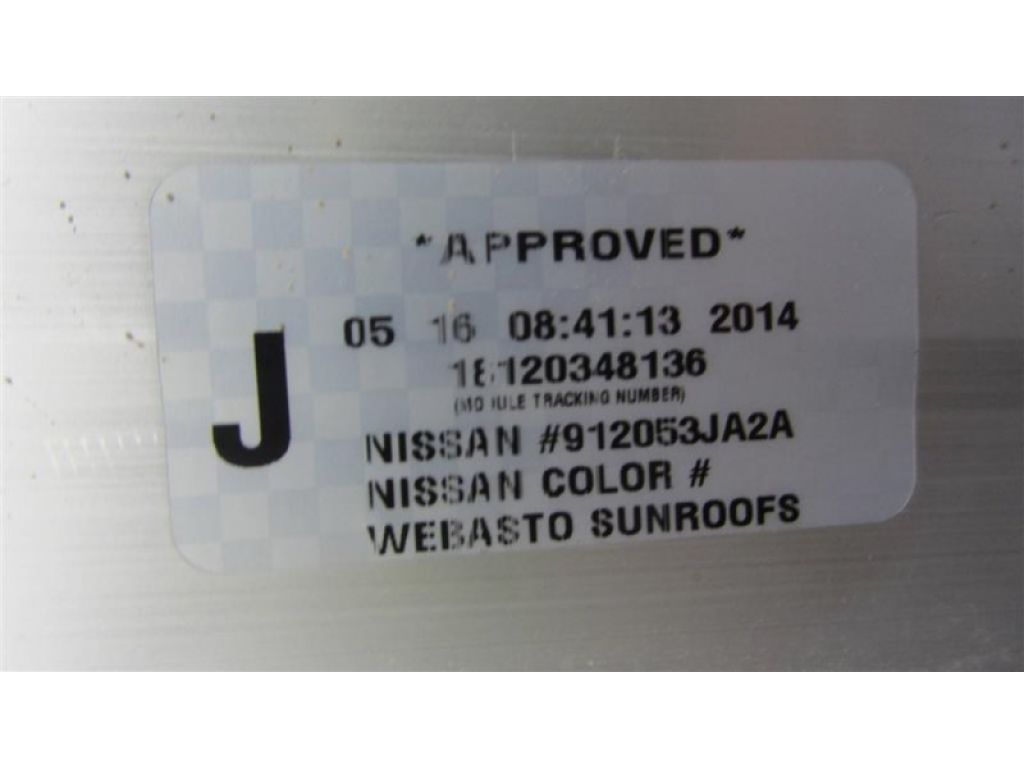 *APPROVED*
J
05 16 08:41:13 2014
(MODULE TRACKING NUMBER)
NISSAN #912053JA2A
NISSAN COLOR #
WEBASTO SUNROOFS